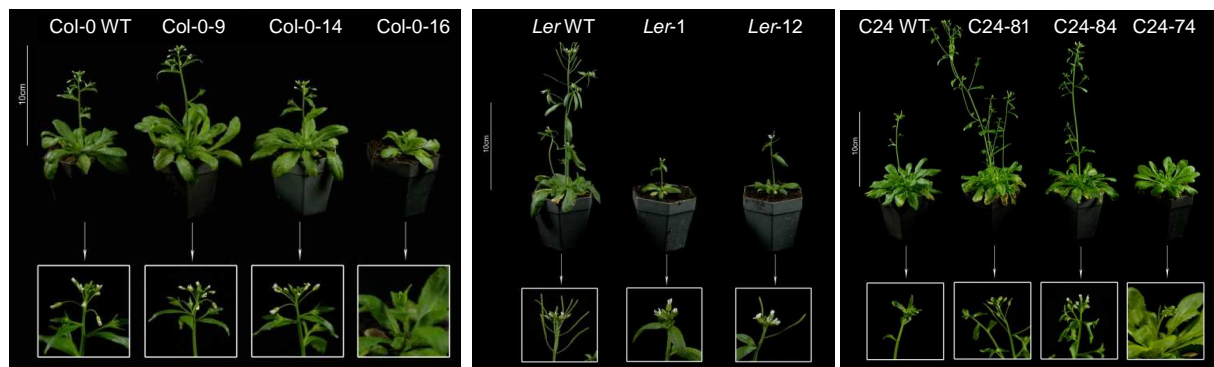 Col-0 WT Col-0-9 Col-0-14 Col-0-16
10cm
Ler WT Ler-1 Ler-12
10cm
C24 WT C24-81 C24-84 C24-74
10cm